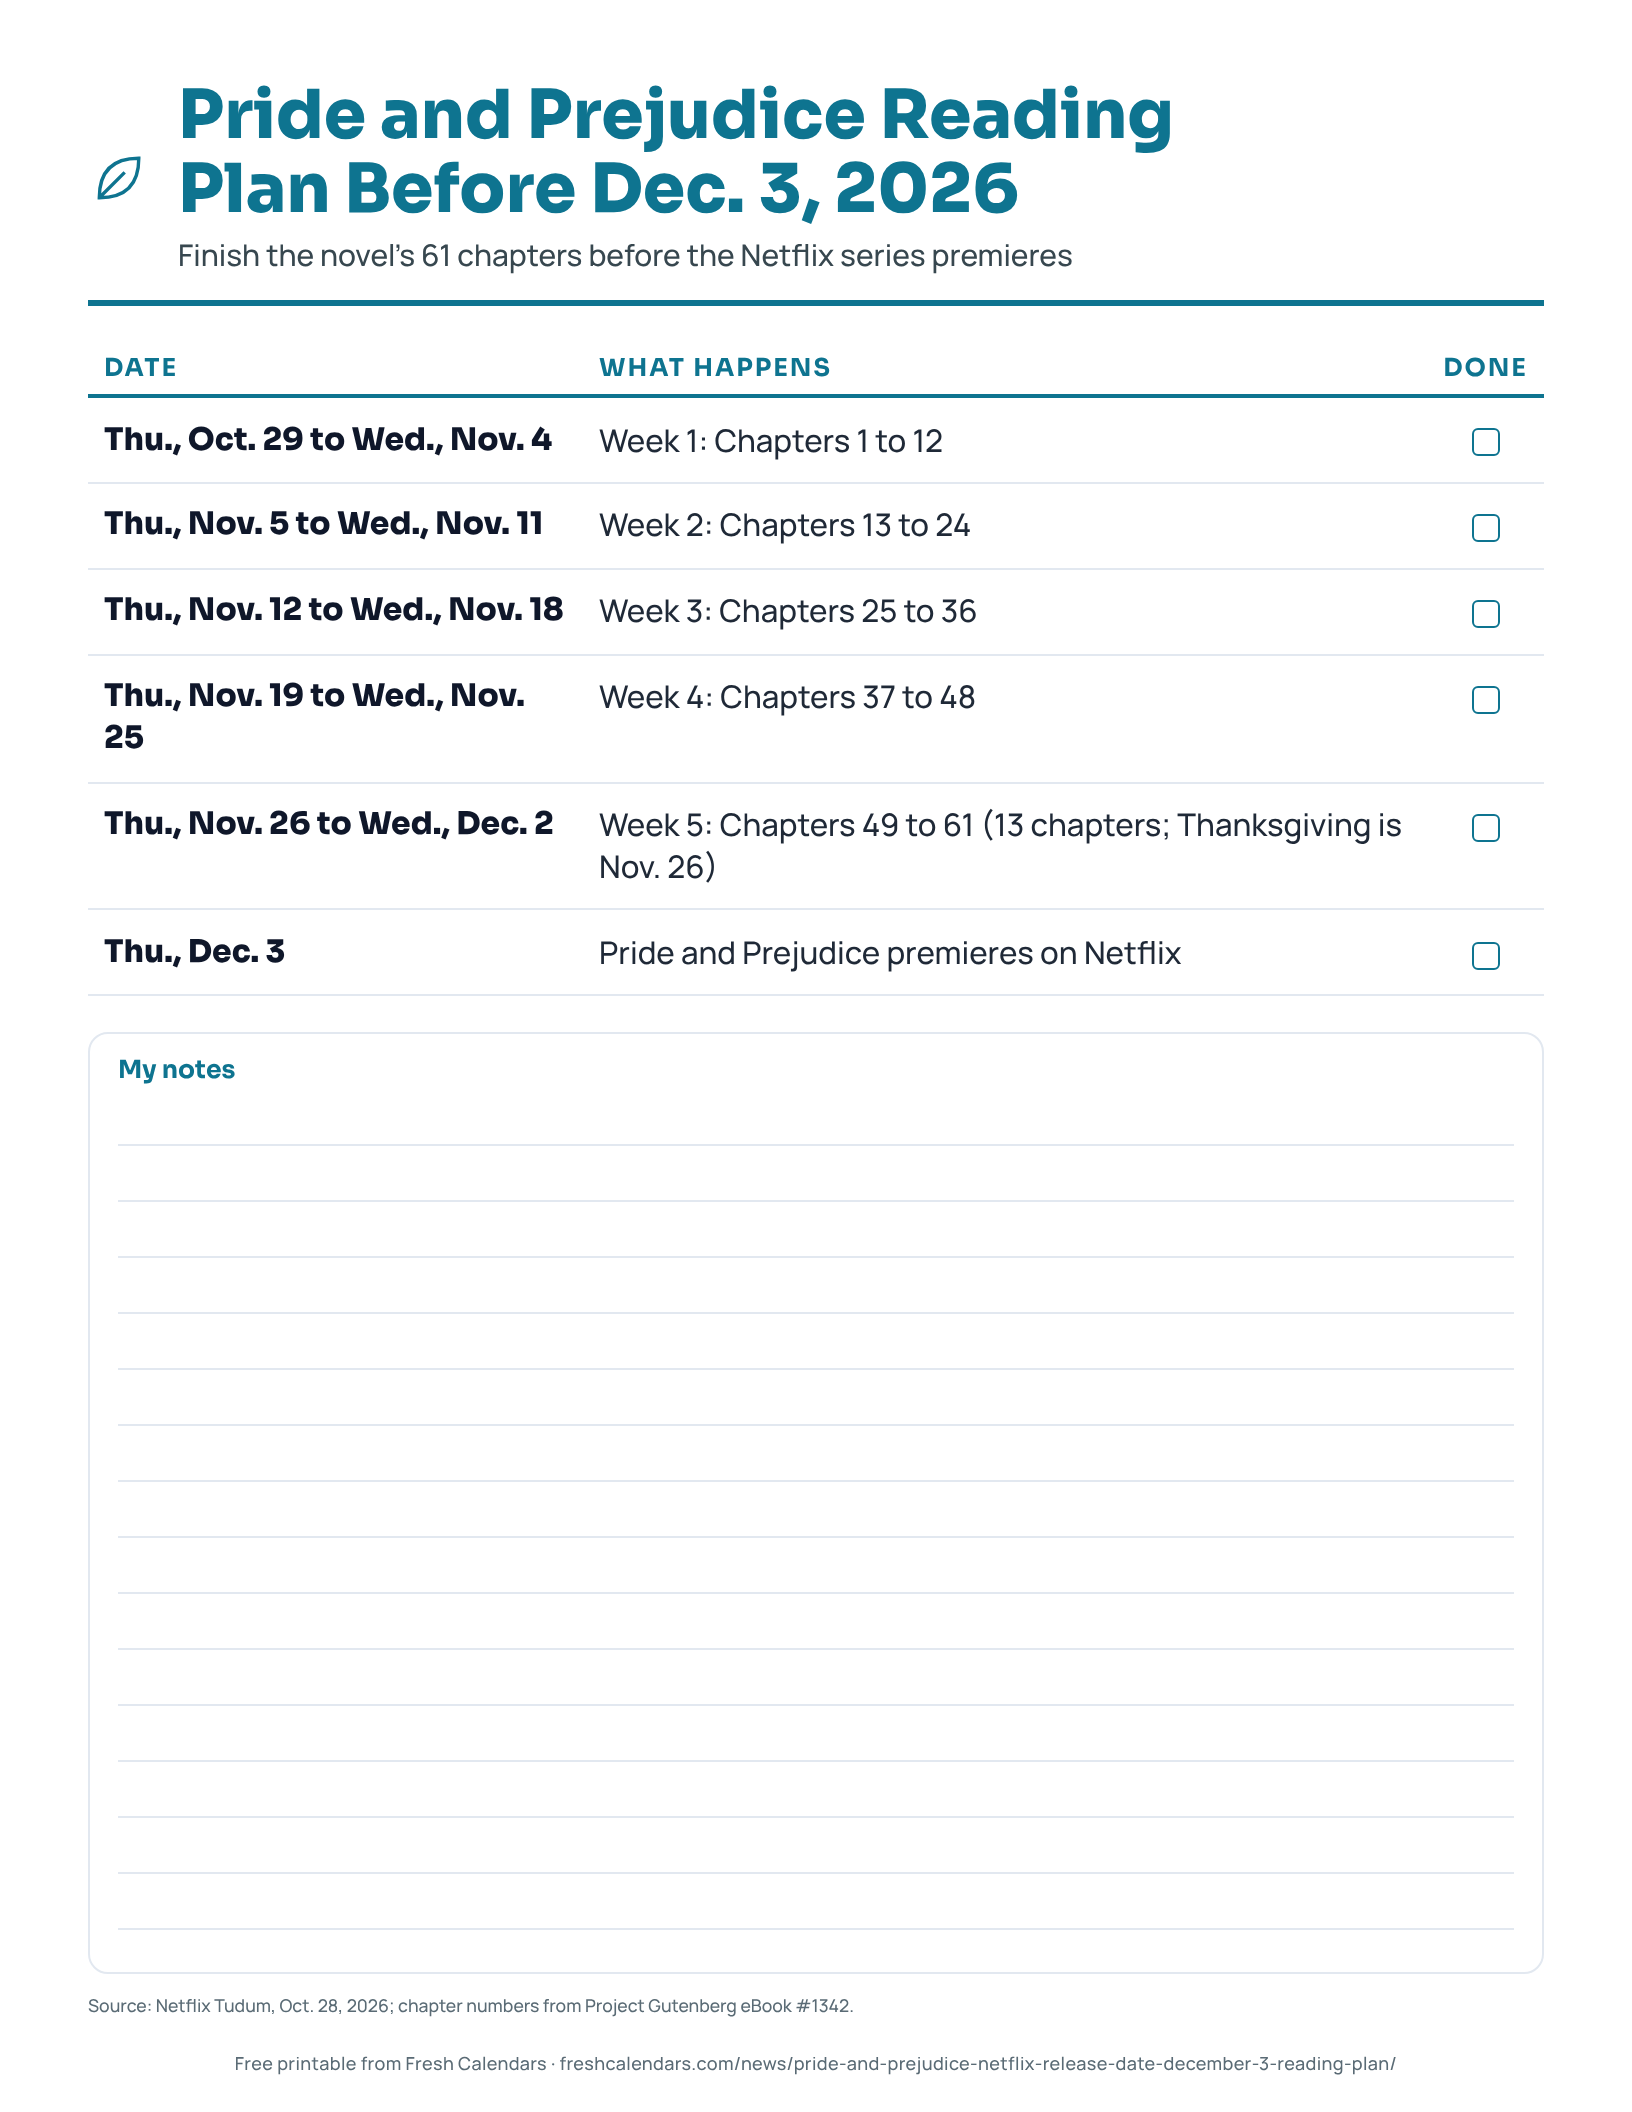 Pride and Prejudice Reading
Plan Before Dec. 3, 2026
Finish the novel’s 61 chapters before the Netflix series premieres
DATE WHAT HAPPENS DONE
Thu., Oct. 29 to Wed., Nov. 4 Week 1: Chapters 1 to 12
Thu., Nov. 5 to Wed., Nov. 11 Week 2: Chapters 13 to 24
Thu., Nov. 12 to Wed., Nov. 18 Week 3: Chapters 25 to 36
Thu., Nov. 19 to Wed., Nov. Week 4: Chapters 37 to 48
25
Thu., Nov. 26 to Wed., Dec. 2 Week 5: Chapters 49 to 61 (13 chapters; Thanksgiving is
Nov. 26)
Thu., Dec. 3 Pride and Prejudice premieres on Netflix
My notes
Source: Netflix Tudum, Oct. 28, 2026; chapter numbers from Project Gutenberg eBook #1342.
Free printable from Fresh Calendars · freshcalendars.com/news/pride-and-prejudice-netflix-release-date-december-3-reading-plan/